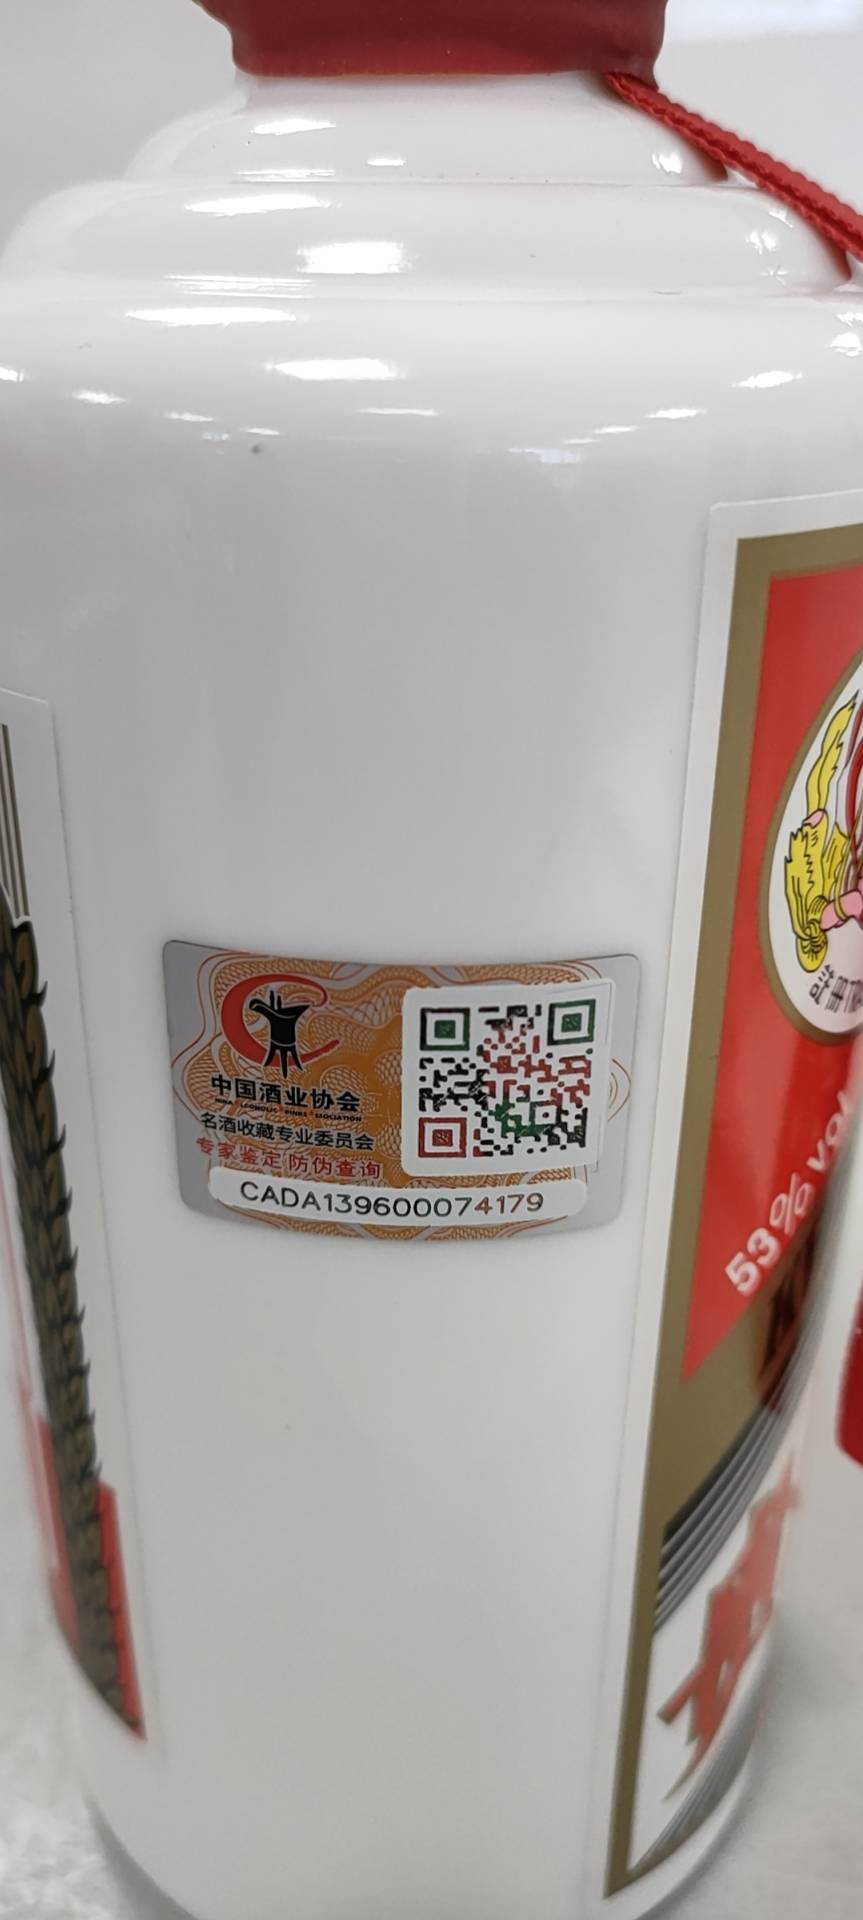 中国酒业协会
名酒收藏专业委员会
专家鉴定 防伪查询
CADA139600074179
53% vol